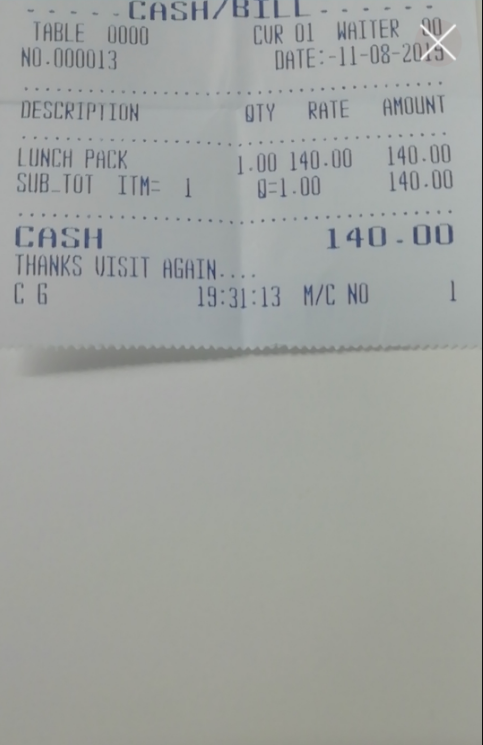 - - - - - CASH/BILL - - - - - -
TABLE 0000 CUR 01 WAITER 00
NO.000013 DATE:-11-08-2019
DESCRIPTION QTY RATE AMOUNT
LUNCH PACK 1.00 140.00 140.00
SUB_TOT ITM= 1 Q=1.00 140.00
CASH 140.00
THANKS VISIT AGAIN....
C 6 19:31:13 M/C NO 1